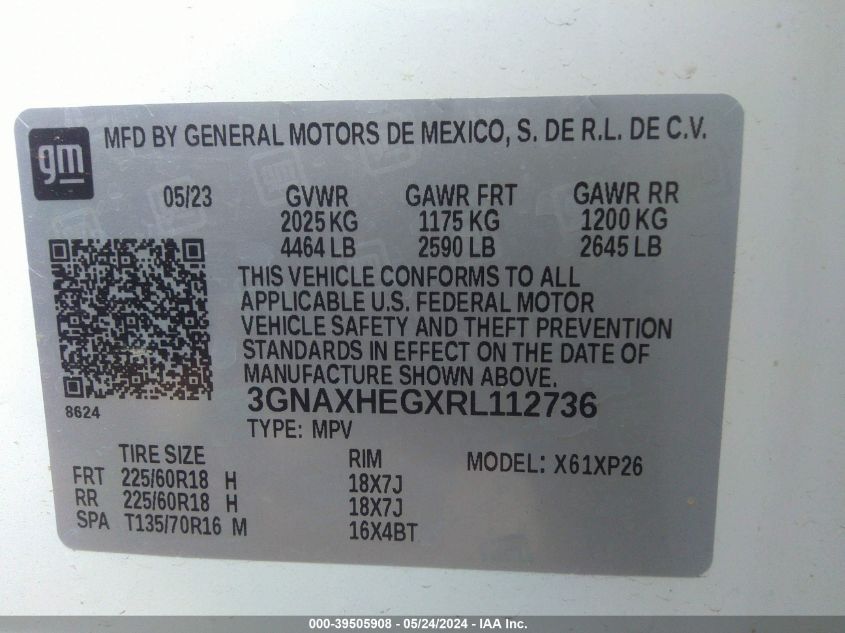 gm MFD BY GENERAL MOTORS DE MEXICO, S. DE R.L. DE C.V.
05/23 GVWR GAWR FRT GAWR RR
2025 KG 1175 KG 1200 KG
4464 LB 2590 LB 2645 LB
THIS VEHICLE CONFORMS TO ALL
APPLICABLE U.S. FEDERAL MOTOR
VEHICLE SAFETY AND THEFT PREVENTION
STANDARDS IN EFFECT ON THE DATE OF
MANUFACTURE SHOWN ABOVE.
8624
3GNAXHEGXRL112736
TYPE: MPV
TIRE SIZE RIM MODEL: X61XP26
FRT 225/60R18 H 18X7J
RR 225/60R18 H 18X7J
SPA T135/70R16 M 16X4BT
000-39505908 - 05/24/2024 - IAA Inc.